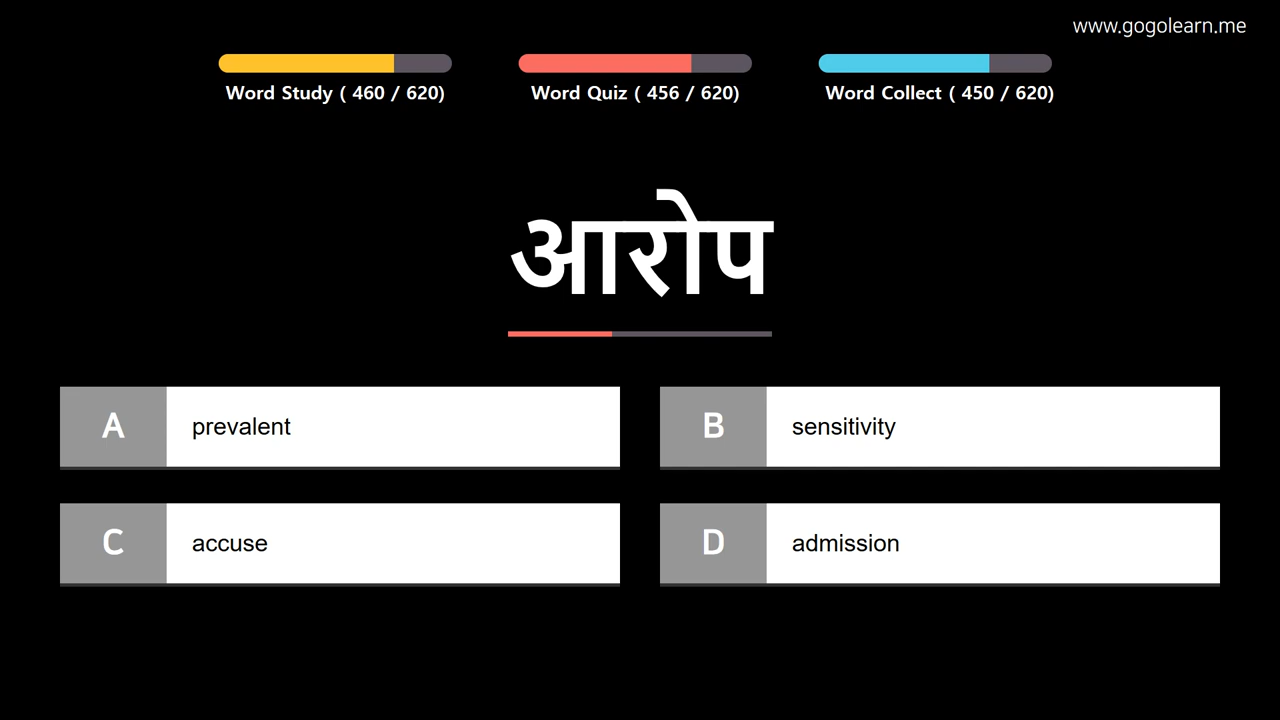 www.gogolearn.me
Word Study ( 460 / 620)
Word Quiz ( 456 / 620)
Word Collect ( 450 / 620)
आरोप
A prevalent
B sensitivity
C accuse
D admission